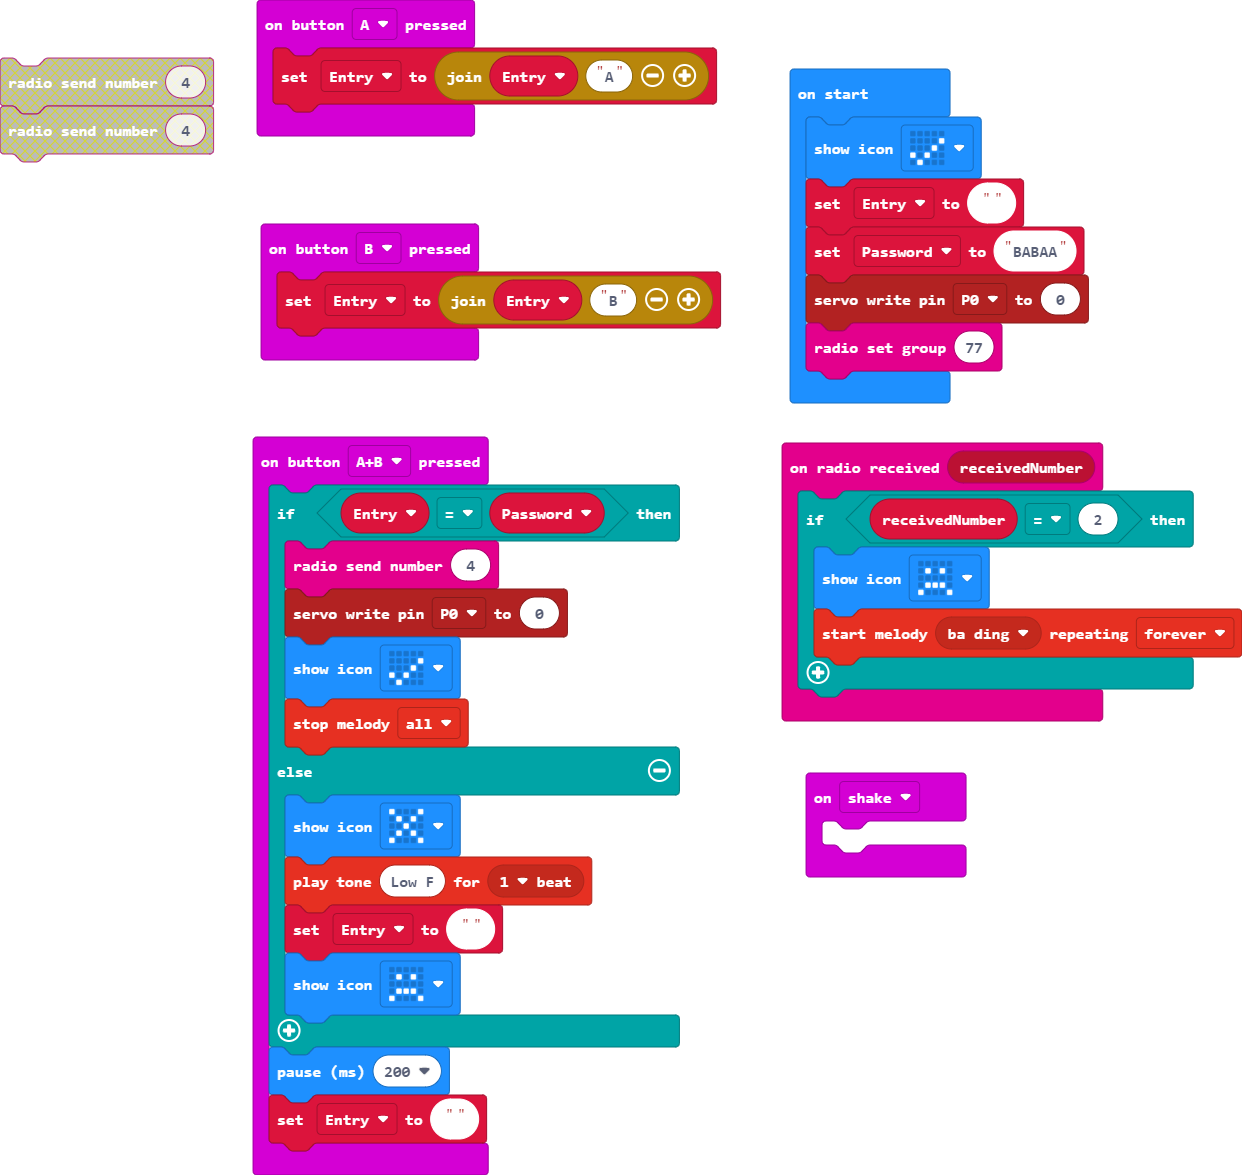 radio send number 4
radio send number 4
on button A pressed
set Entry to join Entry "A"
on button B pressed
set Entry to join Entry "B"
on button A+B pressed
if Entry = Password then
radio send number 4
servo write pin P0 to 0
show icon
stop melody all
else
show icon
play tone Low F for 1 beat
set Entry to " "
show icon
pause (ms) 200
set Entry to " "
on start
show icon
set Entry to " "
set Password to "BABAA"
servo write pin P0 to 0
radio set group 77
on radio received receivedNumber
if receivedNumber = 2 then
show icon
start melody ba ding repeating forever
on shake